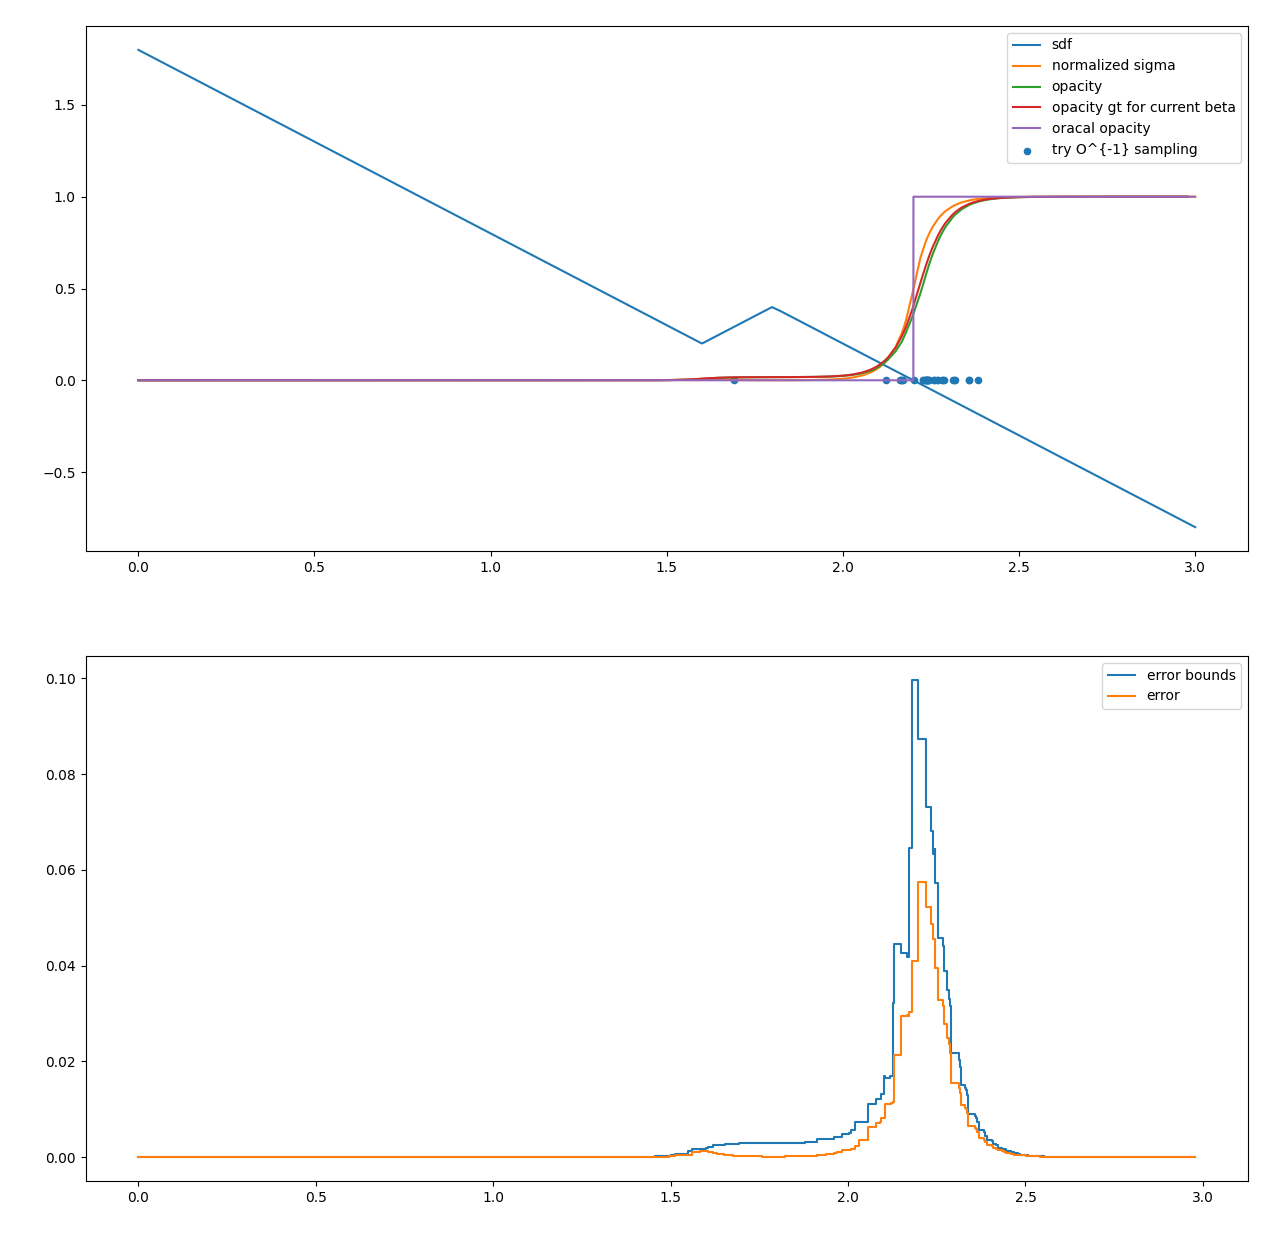 sdf
normalized sigma
opacity
opacity gt for current beta
oracal opacity
try O^{-1} sampling
1.5
1.0
0.5
0.0
−0.5
0.0 0.5 1.0 1.5 2.0 2.5 3.0
error bounds
error
0.10
0.08
0.06
0.04
0.02
0.00
0.0 0.5 1.0 1.5 2.0 2.5 3.0